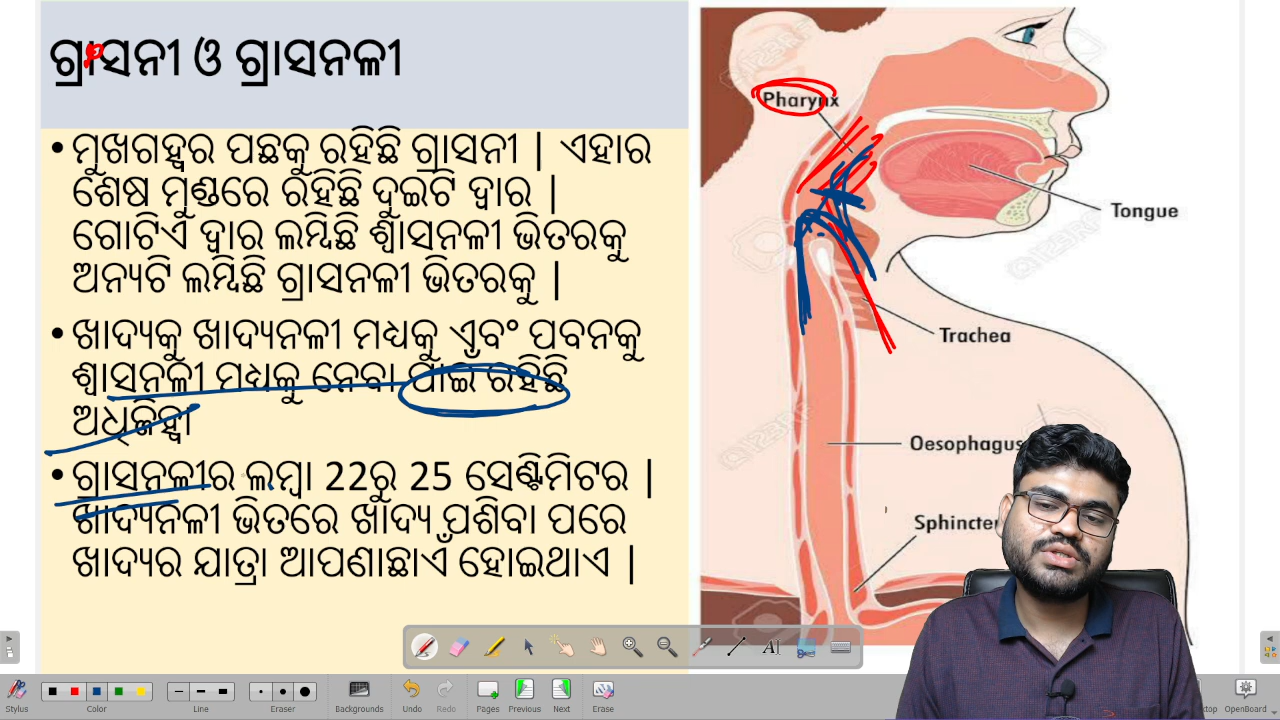 ଗ୍ରାସନୀ ଓ ଗ୍ରାସନଳୀ
• ମୁଖଗହ୍ବର ପଛକୁ ରହିଛି ଗ୍ରାସନୀ | ଏହାର
ଶେଷ ମୁଣ୍ଡରେ ରହିଛି ଦୁଇଟି ଦ୍ୱାର |
ଗୋଟିଏ ଦ୍ୱାର ଲମ୍ବିଛି ଶ୍ୱାସନଳୀ ଭିତରକୁ
ଅନ୍ୟଟି ଲମ୍ବିଛି ଗ୍ରାସନଳୀ ଭିତରକୁ |
• ଖାଦ୍ୟକୁ ଖାଦ୍ୟନଳୀ ମଧ୍ୟକୁ ଏବଂ ପବନକୁ
ଶ୍ୱାସନଳୀ ମଧ୍ୟକୁ ନେବା ପାଇଁ ରହିଛି
ଅଧିଜିହ୍ୱା
• ଗ୍ରାସନଳୀର ଲମ୍ବା 22ରୁ 25 ସେଣ୍ଟିମିଟର |
ଖାଦ୍ୟନଳୀ ଭିତରେ ଖାଦ୍ୟ ପଶିବା ପରେ
ଖାଦ୍ୟର ଯାତ୍ରା ଆପଣାଛାଏଁ ହୋଇଥାଏ |
Pharynx
Tongue
Trachea
Oesophagus
Sphincte
Stylus
Color
Line
Eraser
Backgrounds
Undo
Redo
Pages
Previous
Next
Erase
OpenBoard